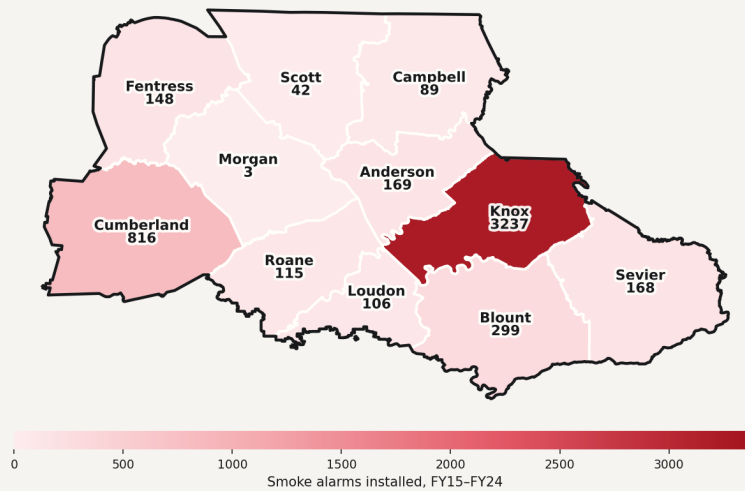 Scott
42
Campbell
89
Fentress
148
Morgan
3
Anderson
169
Knox
3237
Cumberland
816
Roane
115
Sevier
168
Loudon
106
Blount
299
0 500 1000 1500 2000 2500 3000
Smoke alarms installed, FY15–FY24